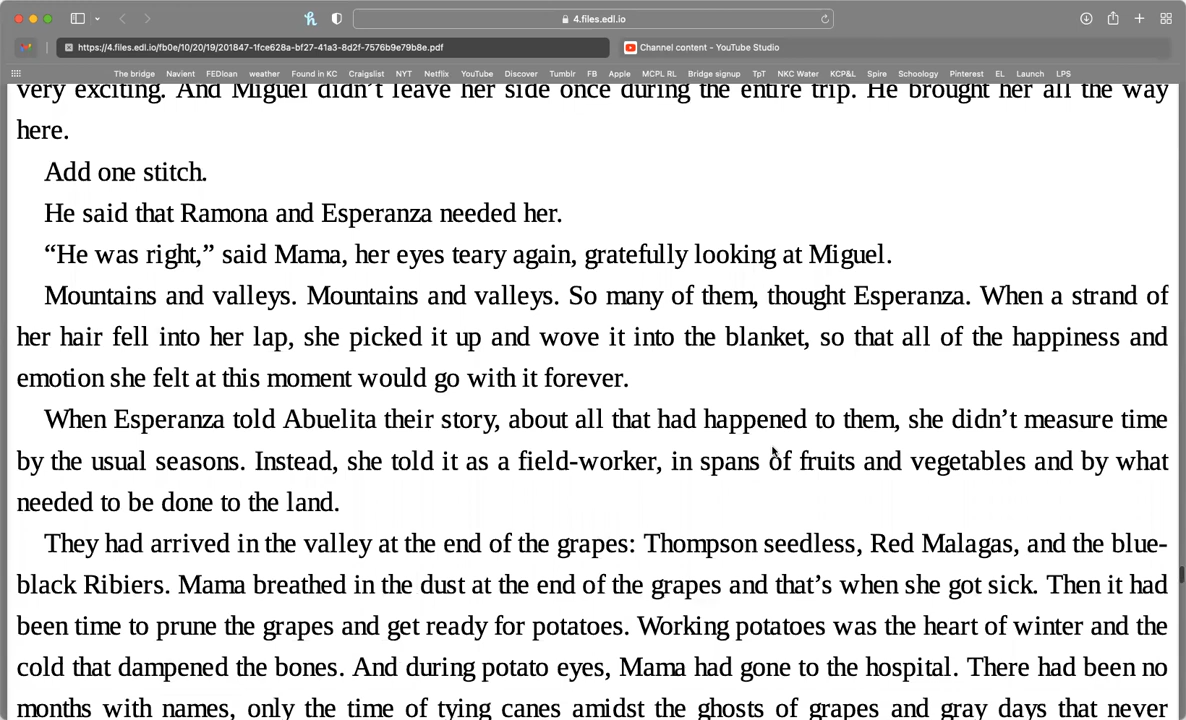 4.files.edl.io
https://4.files.edl.io/fb0e/10/20/19/201847-1fce628a-bf27-41a3-8d2f-7576b9e79b8e.pdf
Channel content - YouTube Studio
The bridge Navient FEDloan weather Found in KC Craigslist NYT Netflix YouTube Discover Tumblr FB Apple MCPL RL Bridge signup TpT NKC Water KCP&L Spire Schoology Pinterest EL Launch LPS
very exciting. And Miguel didn’t leave her side once during the entire trip. He brought her all the way
here.
Add one stitch.
He said that Ramona and Esperanza needed her.
“He was right,” said Mama, her eyes teary again, gratefully looking at Miguel.
Mountains and valleys. Mountains and valleys. So many of them, thought Esperanza. When a strand of
her hair fell into her lap, she picked it up and wove it into the blanket, so that all of the happiness and
emotion she felt at this moment would go with it forever.
When Esperanza told Abuelita their story, about all that had happened to them, she didn’t measure time
by the usual seasons. Instead, she told it as a field-worker, in spans of fruits and vegetables and by what
needed to be done to the land.
They had arrived in the valley at the end of the grapes: Thompson seedless, Red Malagas, and the blue-
black Ribiers. Mama breathed in the dust at the end of the grapes and that’s when she got sick. Then it had
been time to prune the grapes and get ready for potatoes. Working potatoes was the heart of winter and the
cold that dampened the bones. And during potato eyes, Mama had gone to the hospital. There had been no
months with names, only the time of tying canes amidst the ghosts of grapes and gray days that never